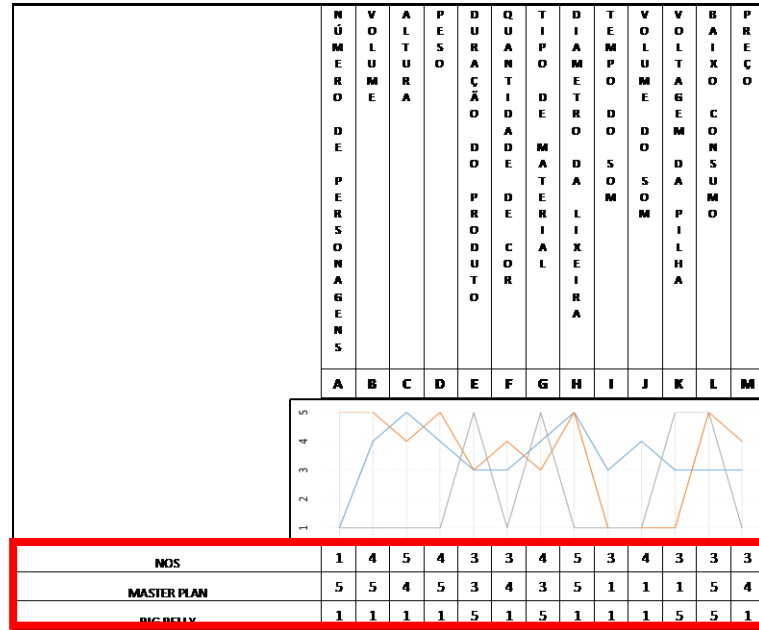 NÚMERO DE PERSONAGENS
VOLUME
ALTURA
PESO
DURAÇÃO DO PRODUTO
QUANTIDADE DE COR
TIPO DE MATERIAL
DIAMETRO DA LIXEIRA
TEMPO DO SOM
VOLUME DO SOM
VOLTAGEM DA PILHA
BAIXO CONSUMO
PREÇO
A B C D E F G H I J K L M
5
4
3
2
1
NOS 1 4 5 4 3 3 4 5 3 4 3 3 3
MASTER PLAN 5 5 4 5 3 4 3 5 1 1 1 5 4
BIG BELLY 1 1 1 1 5 1 5 1 1 1 5 5 1